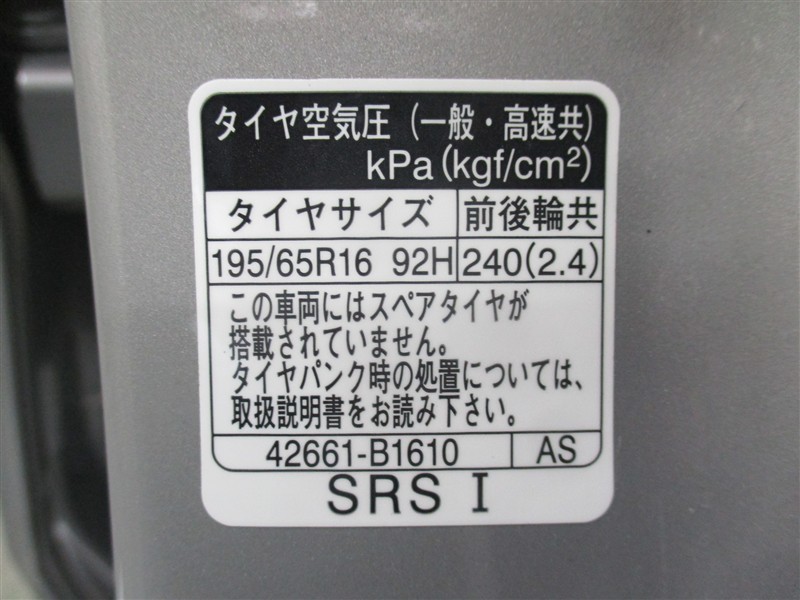 タイヤ空気圧（一般・高速共）
kPa(kgf/cm²)
タイヤサイズ 前後輪共
195/65R16 92H 240(2.4)
この車両にはスペアタイヤが
搭載されていません。
タイヤパンク時の処置については、
取扱説明書をお読み下さい。
42661-B1610 AS
SRS I